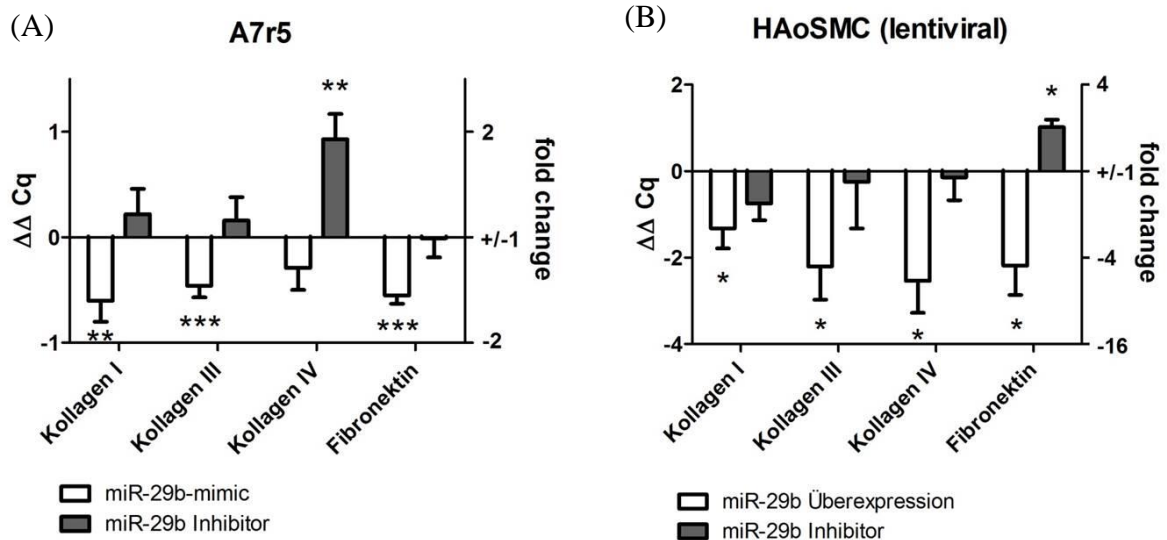 (A)
A7r5
ΔΔ Cq
1
0
-1
**
**
***
***
2
+/-1
-2
fold change
Kollagen I
Kollagen III
Kollagen IV
Fibronektin
miR-29b-mimic
miR-29b Inhibitor
(B)
HAoSMC (lentiviral)
ΔΔ Cq
2
0
-2
-4
*
*
*
*
*
4
+/-1
-4
-16
fold change
Kollagen I
Kollagen III
Kollagen IV
Fibronektin
miR-29b Überexpression
miR-29b Inhibitor